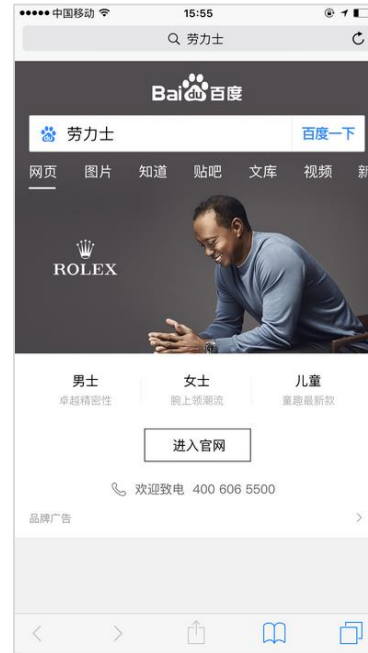 中国移动 15:55
劳力士
Bai du 百度
劳力士 百度一下
网页 图片 知道 贴吧 文库 视频 新
ROLEX
男士 女士 儿童
卓越精密性 腕上领潮流 童趣最新款
进入官网
欢迎致电 400 606 5500
品牌广告